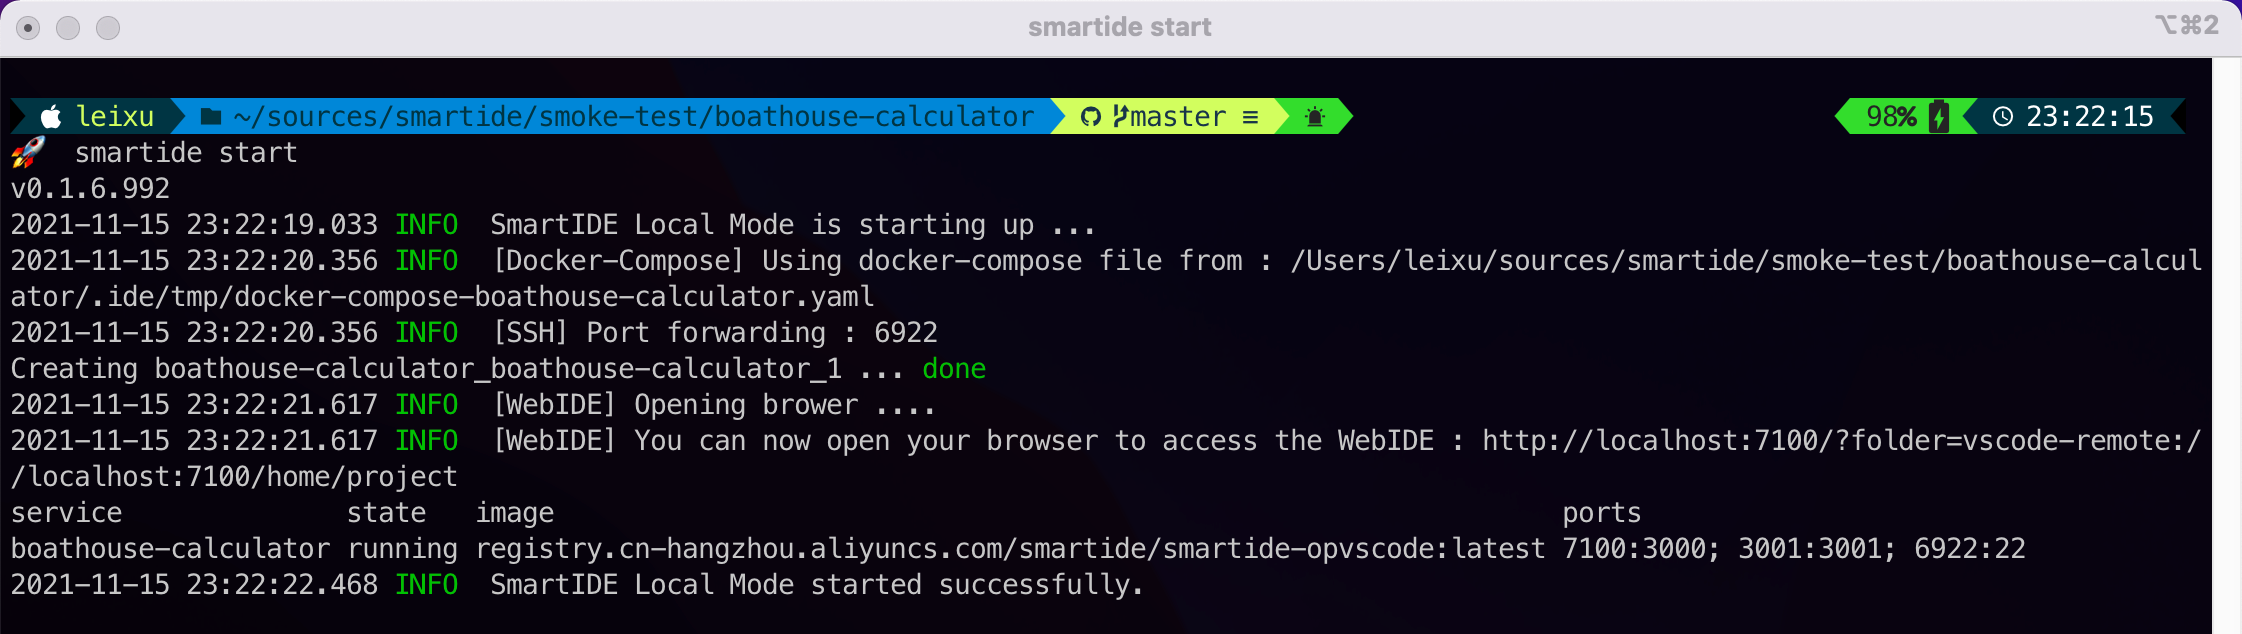 smartide start ⌥⌘2
leixu ~/sources/smartide/smoke-test/boathouse-calculator master ≡ 98% 23:22:15
smartide start
v0.1.6.992
2021-11-15 23:22:19.033 INFO SmartIDE Local Mode is starting up ...
2021-11-15 23:22:20.356 INFO [Docker-Compose] Using docker-compose file from : /Users/leixu/sources/smartide/smoke-test/boathouse-calcul
ator/.ide/tmp/docker-compose-boathouse-calculator.yaml
2021-11-15 23:22:20.356 INFO [SSH] Port forwarding : 6922
Creating boathouse-calculator_boathouse-calculator_1 ... done
2021-11-15 23:22:21.617 INFO [WebIDE] Opening brower ....
2021-11-15 23:22:21.617 INFO [WebIDE] You can now open your browser to access the WebIDE : http://localhost:7100/?folder=vscode-remote:/
/localhost:7100/home/project
service state image ports
boathouse-calculator running registry.cn-hangzhou.aliyuncs.com/smartide/smartide-opvscode:latest 7100:3000; 3001:3001; 6922:22
2021-11-15 23:22:22.468 INFO SmartIDE Local Mode started successfully.